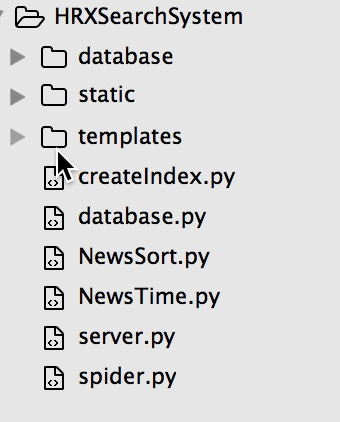 HRXSearchSystem
database
static
templates
createIndex.py
database.py
NewsSort.py
NewsTime.py
server.py
spider.py